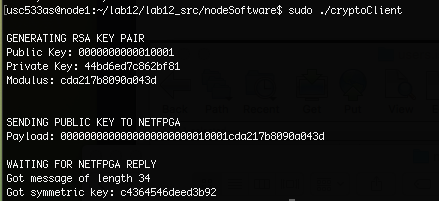 [usc533as@node1:~/lab12/lab12_src/nodeSoftware$ sudo ./cryptoClient
GENERATING RSA KEY PAIR
Public Key: 0000000000010001
Private Key: 44bd6ed7c862bf81
Modulus: cda217b8090a043d
SENDING PUBLIC KEY TO NETFPGA
Payload: 00000000000000000000000010001cda217b8090a043d
WAITING FOR NETFPGA REPLY
Got message of length 34
Got symmetric key: c4364546deed3b92